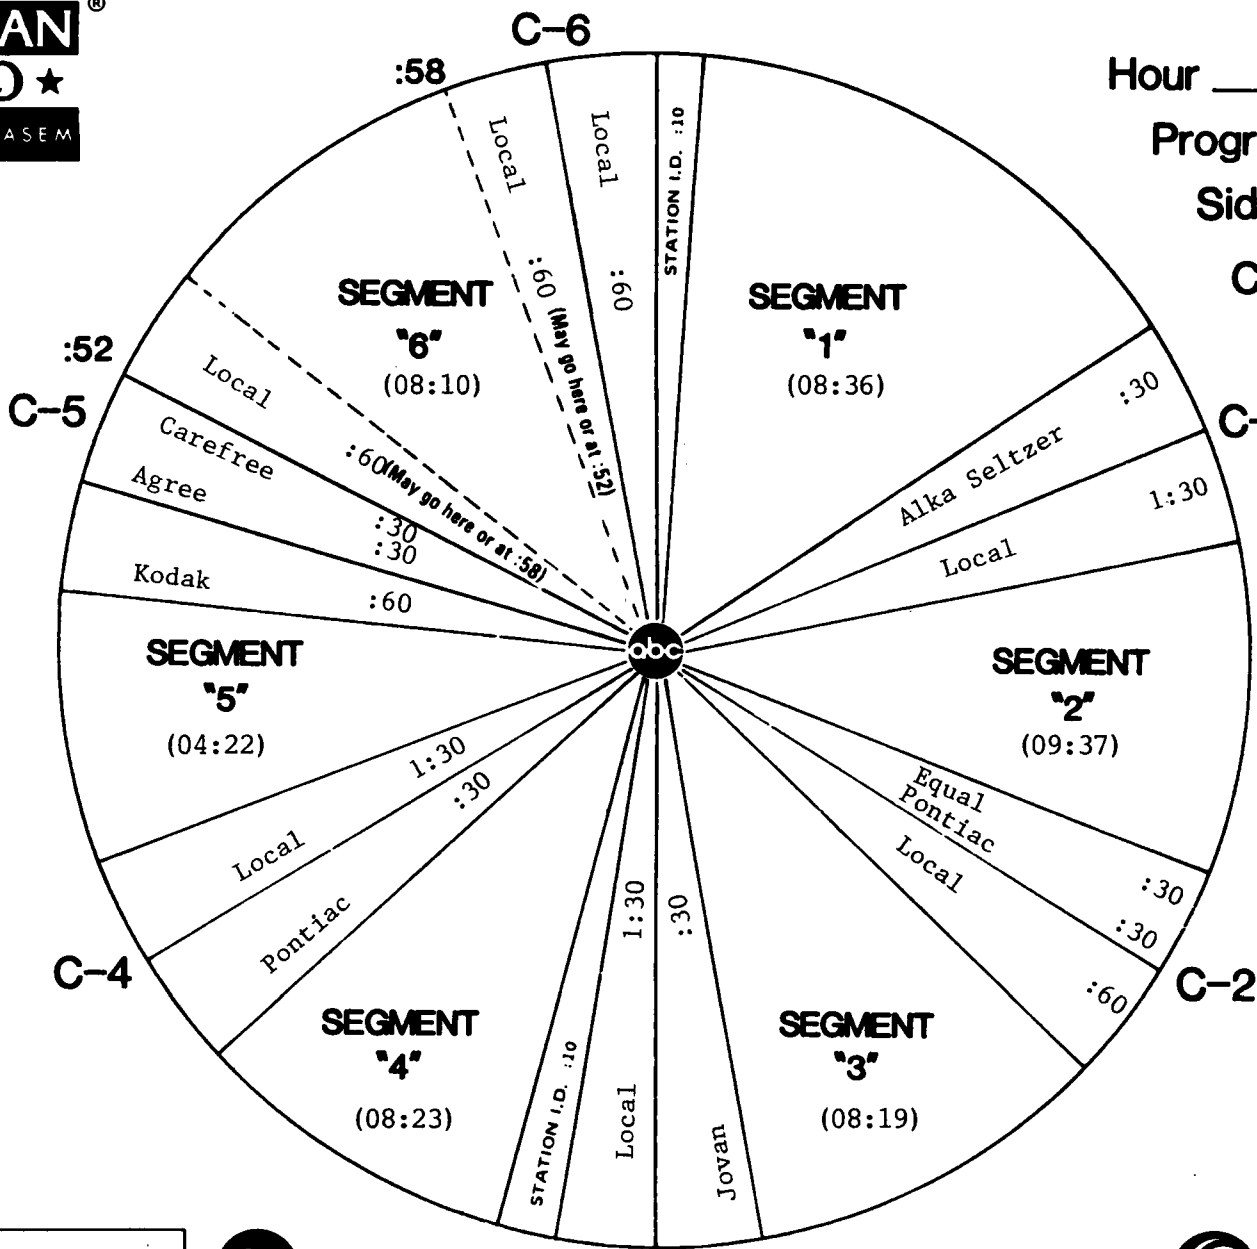 AN
®
ASEM
C-6
:58
Hour
Progr
Sid
C
Local
:60 (May go here or at :52)
Local
:60
STATION I.D. :10
SEGMENT
"6"
(08:10)
SEGMENT
"1"
(08:36)
:52
C-5
Local
:60 (May go here or at :58)
Carefree
:30
Agree
:30
Kodak
:60
Alka Seltzer
:30
C-
Local
1:30
abc
SEGMENT
"5"
(04:22)
SEGMENT
"2"
(09:37)
Equal
:30
Pontiac
:30
Local
:60
C-2
Local
1:30
Pontiac
:30
C-4
SEGMENT
"4"
(08:23)
STATION I.D. :10
Local
1:30
Jovan
:30
SEGMENT
"3"
(08:19)